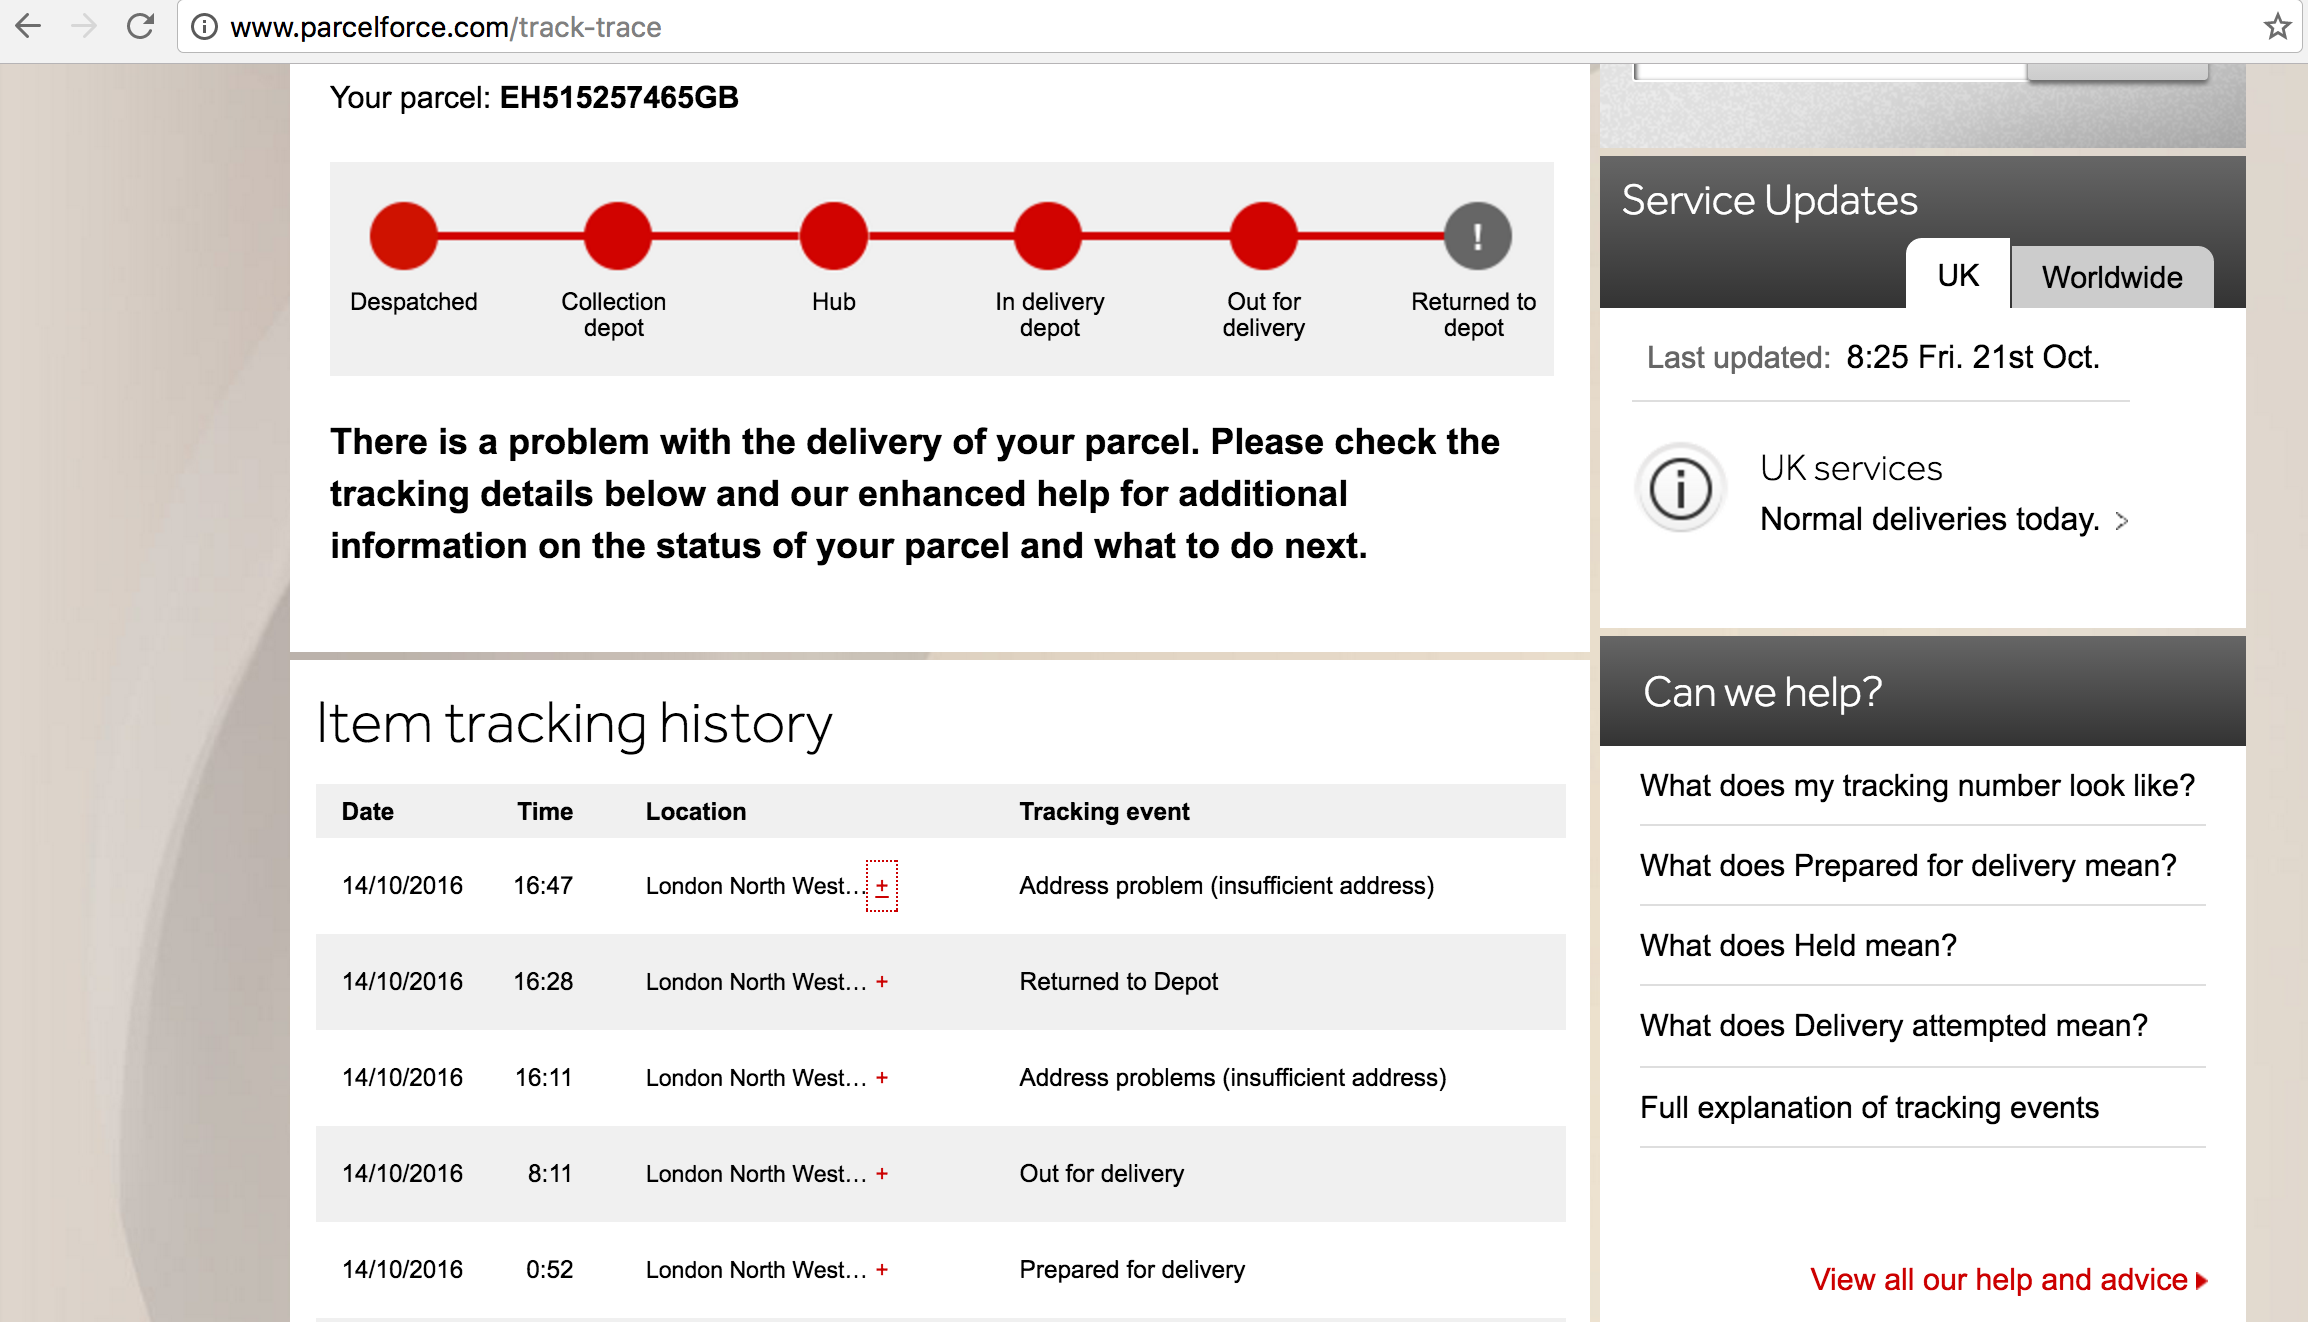 www.parcelforce.com/track-trace
Your parcel: EH515257465GB
Despatched
Collection
depot
Hub
In delivery
depot
Out for
delivery
!
Returned to
depot
There is a problem with the delivery of your parcel. Please check the
tracking details below and our enhanced help for additional
information on the status of your parcel and what to do next.
Item tracking history
Date Time Location Tracking event
14/10/2016 16:47 London North West... + Address problem (insufficient address)
14/10/2016 16:28 London North West... + Returned to Depot
14/10/2016 16:11 London North West... + Address problems (insufficient address)
14/10/2016 8:11 London North West... + Out for delivery
14/10/2016 0:52 London North West... + Prepared for delivery
Service Updates
UK Worldwide
Last updated: 8:25 Fri. 21st Oct.
UK services
Normal deliveries today. >
Can we help?
What does my tracking number look like?
What does Prepared for delivery mean?
What does Held mean?
What does Delivery attempted mean?
Full explanation of tracking events
View all our help and advice